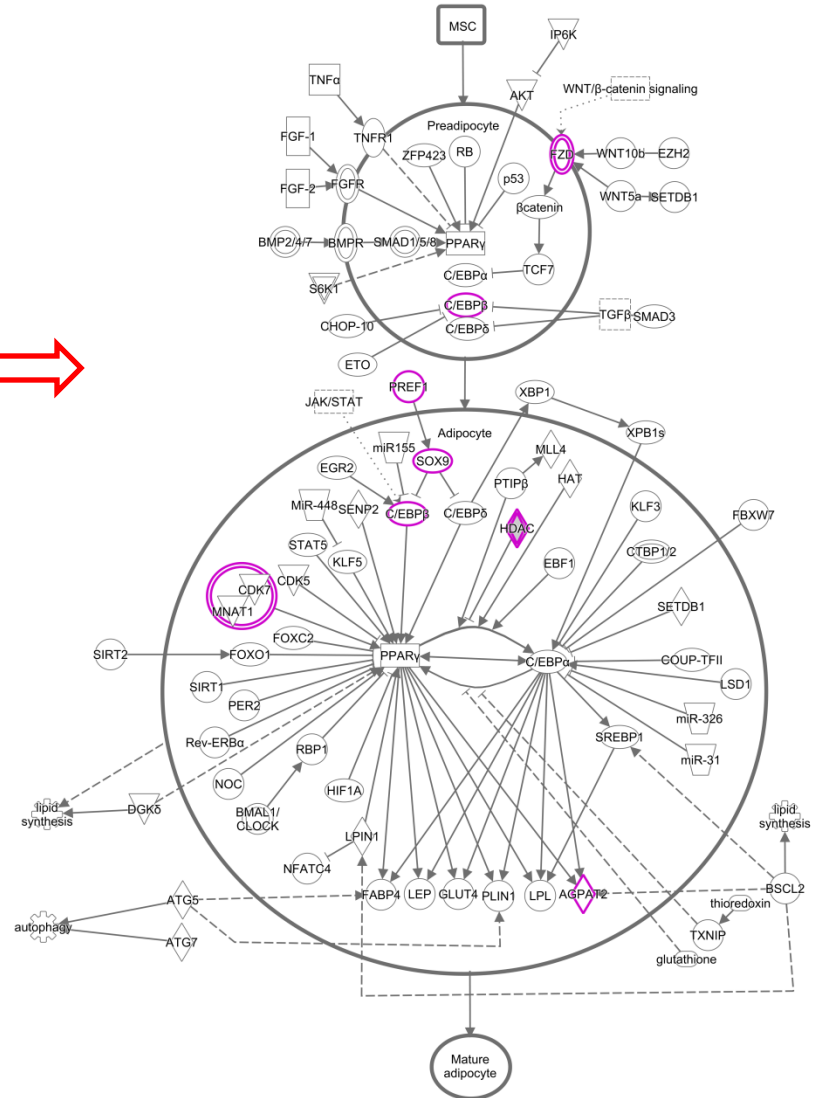 MSC
IP6K
TNFα
AKT
WNT/β-catenin signaling
Preadipocyte
FGF-1
TNFR1
ZFP423
RB
FZD
WNT10b
EZH2
p53
FGF-2
FGFR
WNT5a
SETDB1
βcatenin
BMP2/4/7
BMPR
SMAD1/5/8
PPARγ
C/EBPα
TCF7
S6K1
C/EBPβ
CHOP-10
C/EBPδ
TGFβ
SMAD3
ETO
PREF1
XBP1
JAK/STAT
Adipocyte
XPB1s
miR155
MLL4
EGR2
SOX9
HAT
PTIPβ
MiR-448
SENP2
C/EBPβ
C/EBPδ
HDAC
KLF3
FBXW7
STAT5
CTBP1/2
KLF5
EBF1
CDK7
CDK5
MNAT1
SETDB1
FOXC2
SIRT2
FOXO1
PPARγ
C/EBPα
COUP-TFII
SIRT1
LSD1
PER2
miR-326
Rev-ERBα
RBP1
SREBP1
miR-31
NOC
HIF1A
lipid
synthesis
DGKδ
BMAL1/
CLOCK
LPIN1
lipid
synthesis
NFATC4
FABP4
LEP
GLUT4
PLIN1
LPL
AGPAT2
BSCL2
ATG5
thioredoxin
autophagy
TXNIP
ATG7
glutathione
Mature
adipocyte